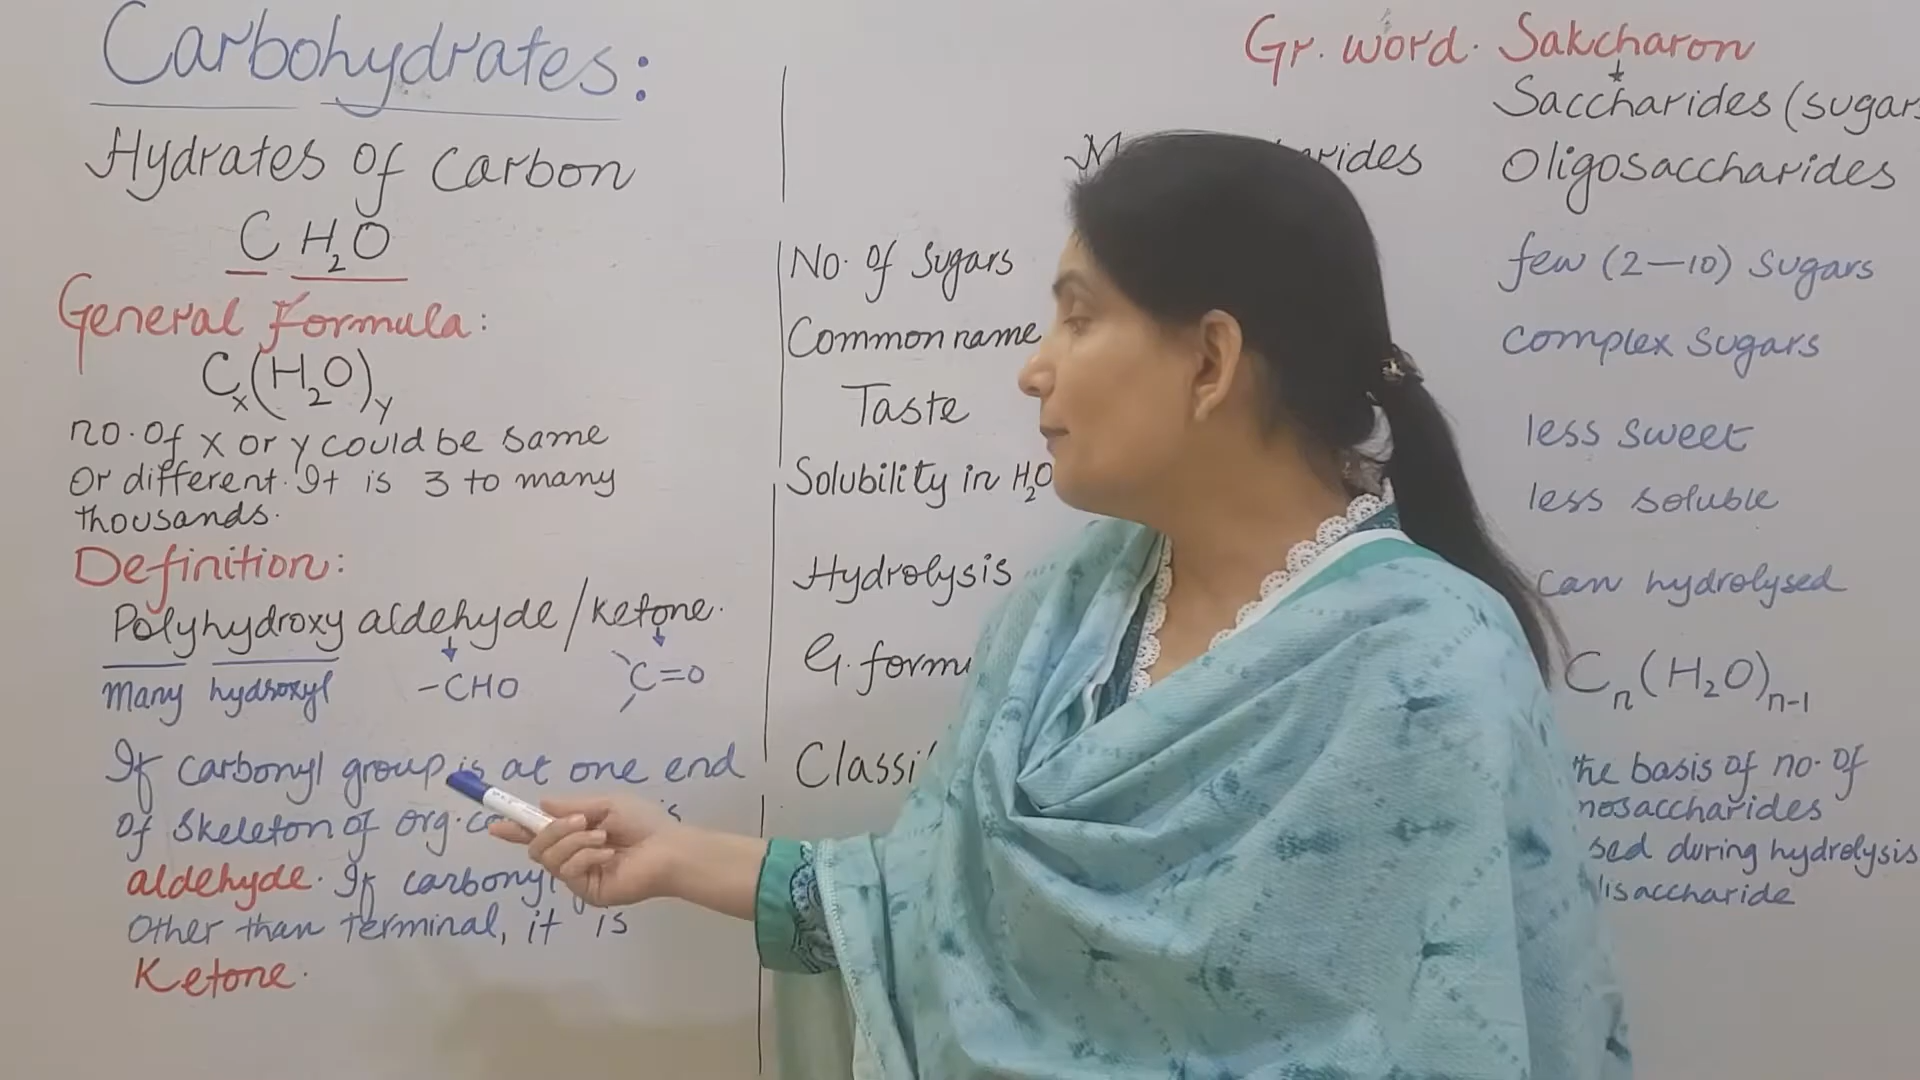 Carbohydrates:
Hydrates of carbon
C H2O
General Formula:
Cx(H2O)y
no. of x or y could be same
or different. It is 3 to many
thousands.
Definition:
Polyhydroxy aldehyde/ketone.
many hydroxyl -CHO C=O
If carbonyl group is at one end
of skeleton of org.
aldehyde. If carbonyl
other than terminal, it is
Ketone.
Gr. word. Sakcharon
Saccharides (sugars
Oligosaccharides
No. of sugars few (2-10) sugars
Common name complex sugars
Taste less sweet
Solubility in H2O less soluble
Hydrolysis can hydrolysed
G. formu Cn(H2O)n-1
Classif the basis of no. of
nosaccharides
sed during hydrolysis
disaccharide